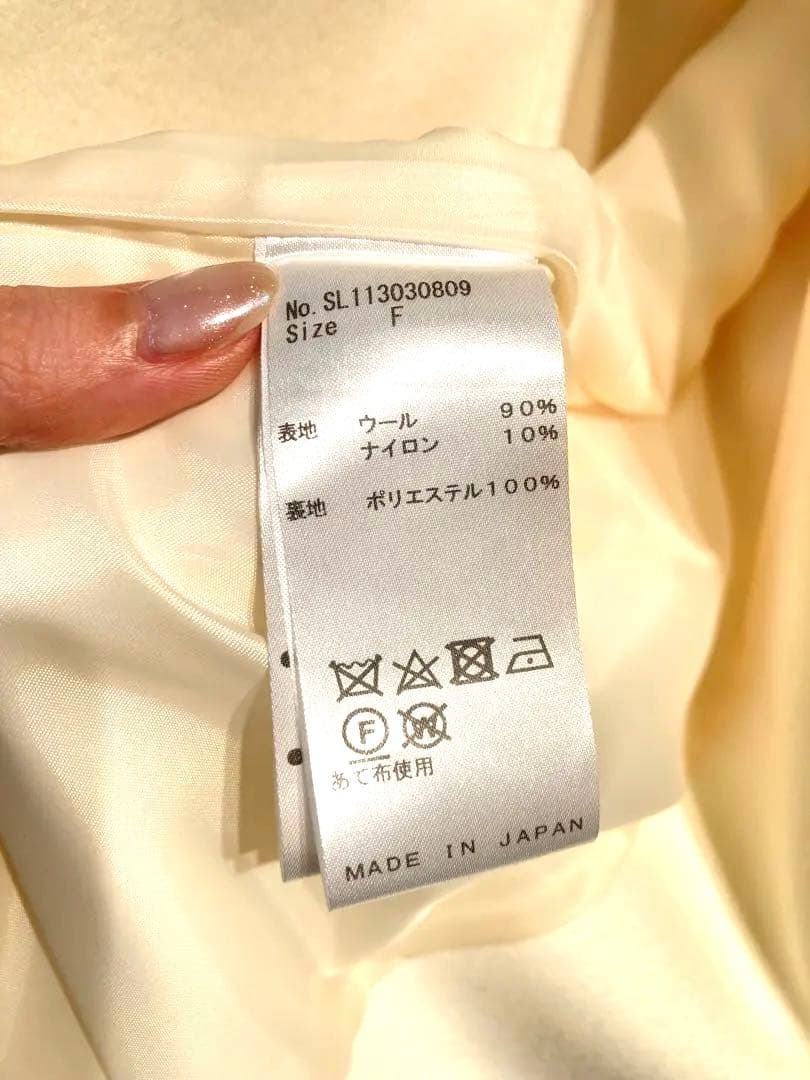 No. SL113030809
Size F
表地 ウール 90%
ナイロン 10%
裏地 ポリエステル100%
F W
あて布使用
MADE IN JAPAN